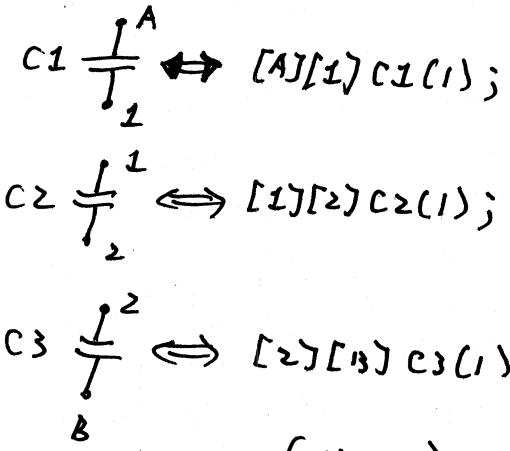 A
C1 ⟺ [A][1] C1(1);
1
1
C2 ⟺ [1][2] C2(1);
2
2
C3 ⟺ [2][B] C3(1)
B